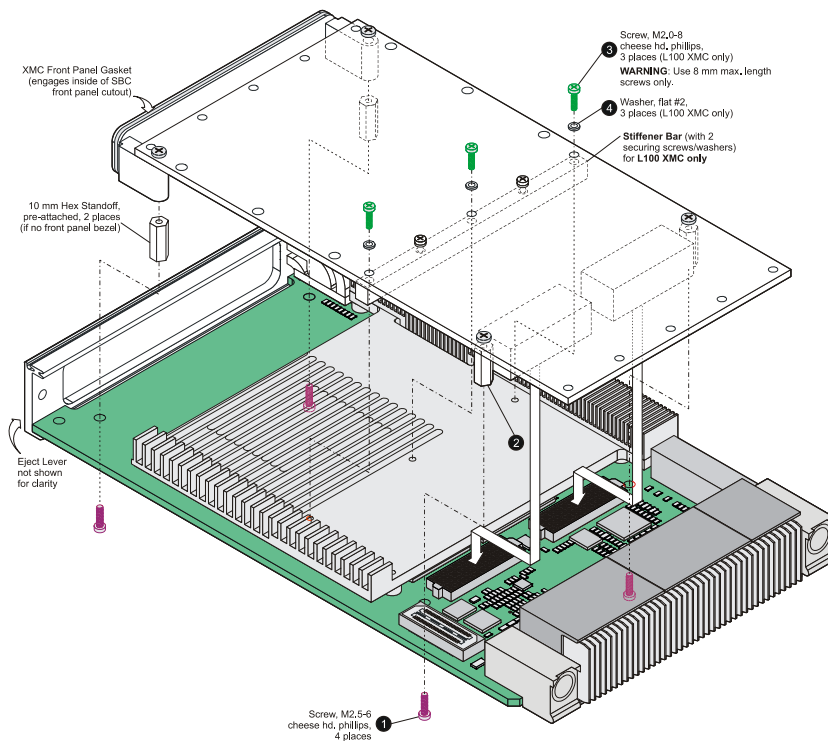 3
Screw, M2.0-8
cheese hd. phillips,
3 places (L100 XMC only)
WARNING: Use 8 mm max. length
screws only.
4
Washer, flat #2,
3 places (L100 XMC only)
Stiffener Bar (with 2
securing screws/washers)
for L100 XMC only
XMC Front Panel Gasket
(engages inside of SBC
front panel cutout)
10 mm Hex Standoff,
pre-attached, 2 places
(if no front panel bezel)
2
Eject Lever
not shown
for clarity
Screw, M2.5-6
cheese hd. phillips,
4 places
1